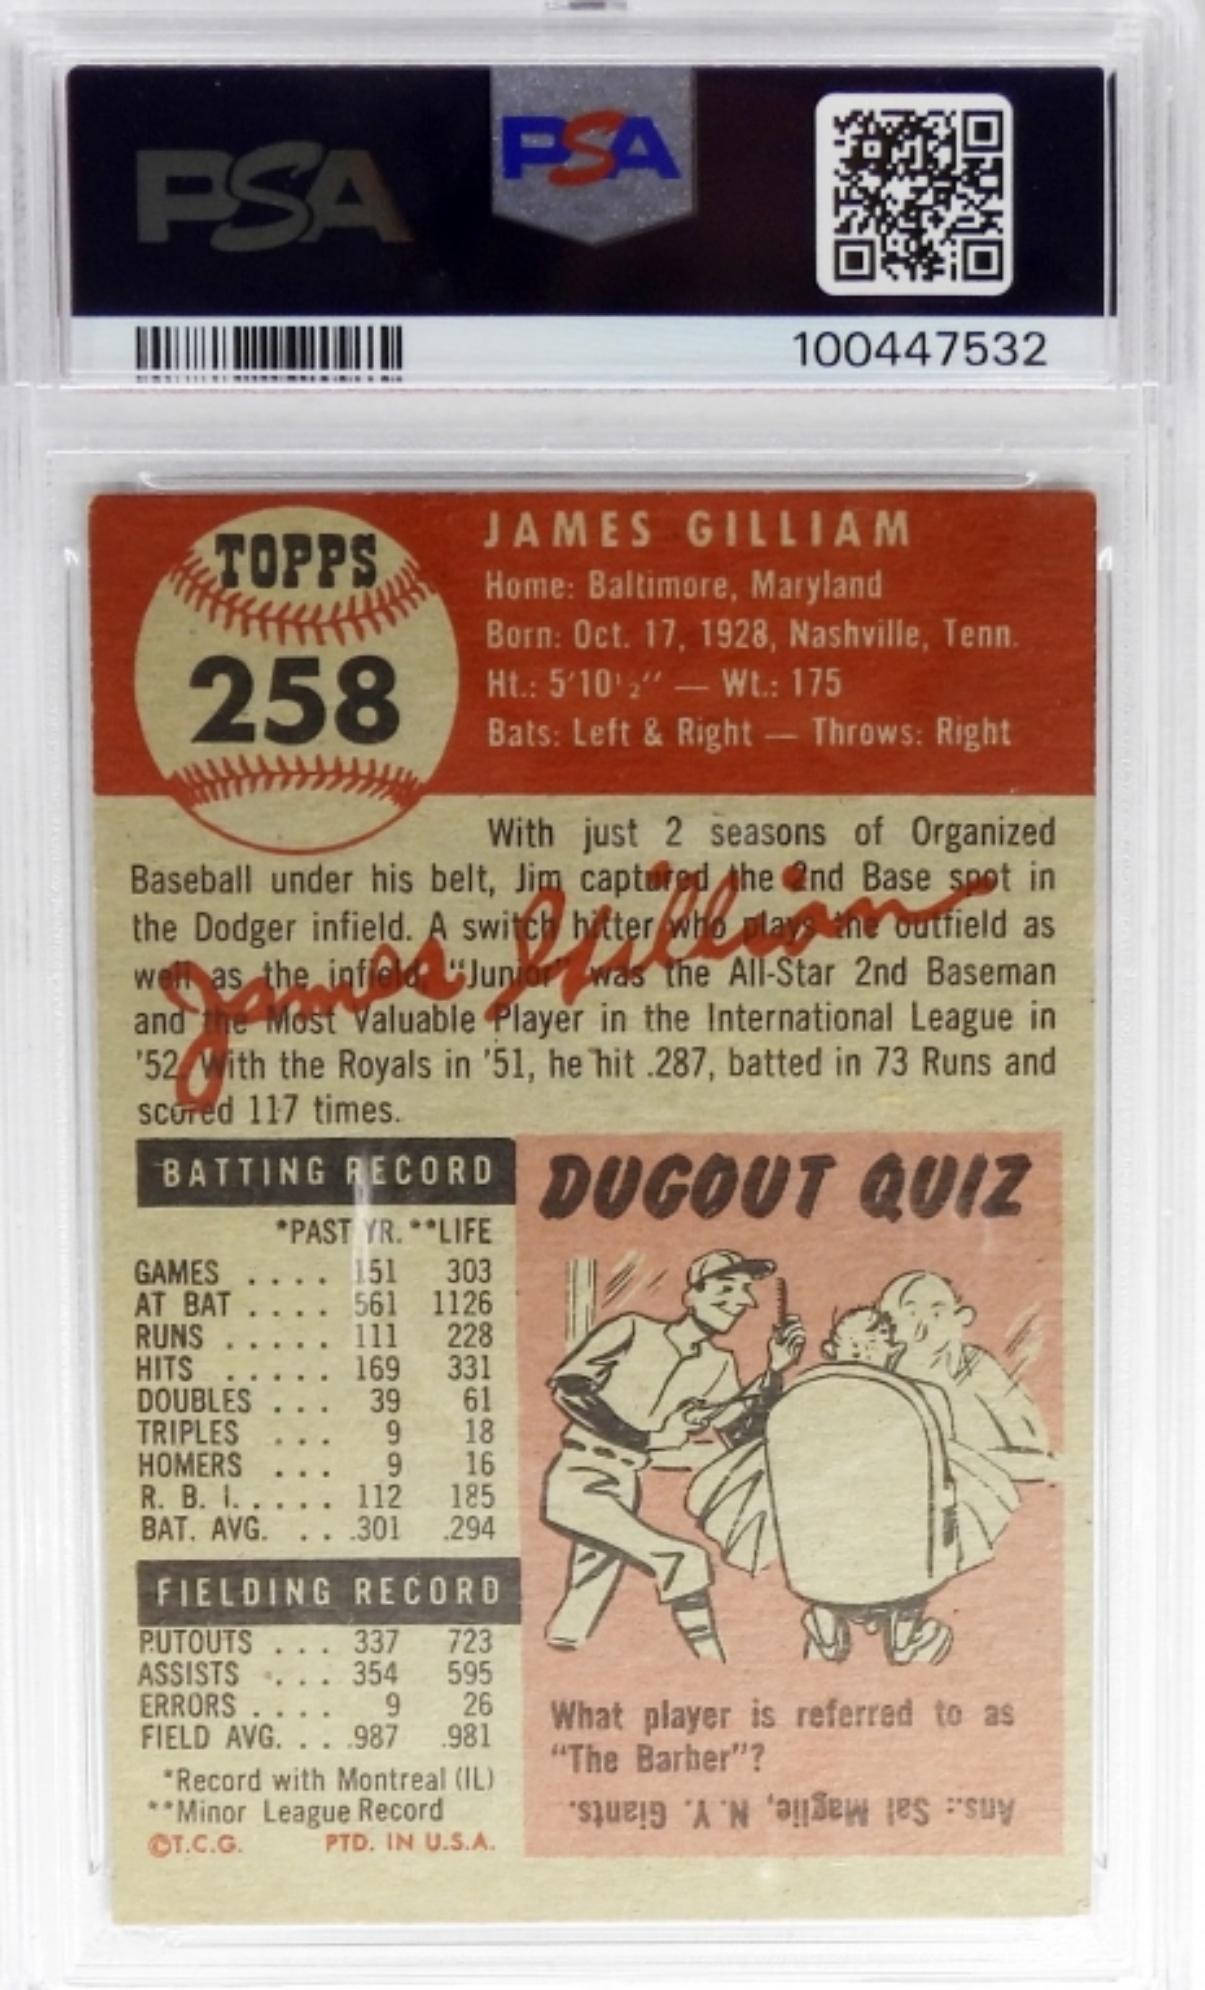 PSA
PSA
100447532
TOPPS
258
JAMES GILLIAM
Home: Baltimore, Maryland
Born: Oct. 17, 1928, Nashville, Tenn.
Ht.: 5'10½" — Wt.: 175
Bats: Left & Right — Throws: Right
With just 2 seasons of Organized
Baseball under his belt, Jim captured the 2nd Base spot in
the Dodger infield. A switch hitter who plays the outfield as
well as the infield, "Junior" was the All-Star 2nd Baseman
and the Most Valuable Player in the International League in
'52. With the Royals in '51, he hit .287, batted in 73 Runs and
scored 117 times.
James Gilliam
BATTING RECORD
*PAST YR. **LIFE
GAMES .... 151 303
AT BAT .... 561 1126
RUNS ..... 111 228
HITS ..... 169 331
DOUBLES ... 39 61
TRIPLES ... 9 18
HOMERS ... 9 16
R. B. I. .... 112 185
BAT. AVG. ... .301 .294
FIELDING RECORD
PUTOUTS ... 337 723
ASSISTS .... 354 595
ERRORS .... 9 26
FIELD AVG. ... .987 .981
*Record with Montreal (IL)
**Minor League Record
©T.C.G. PTD. IN U.S.A.
DUGOUT QUIZ
What player is referred to as
"The Barber"?
Ans.: Sal Maglie, N. Y. Giants.